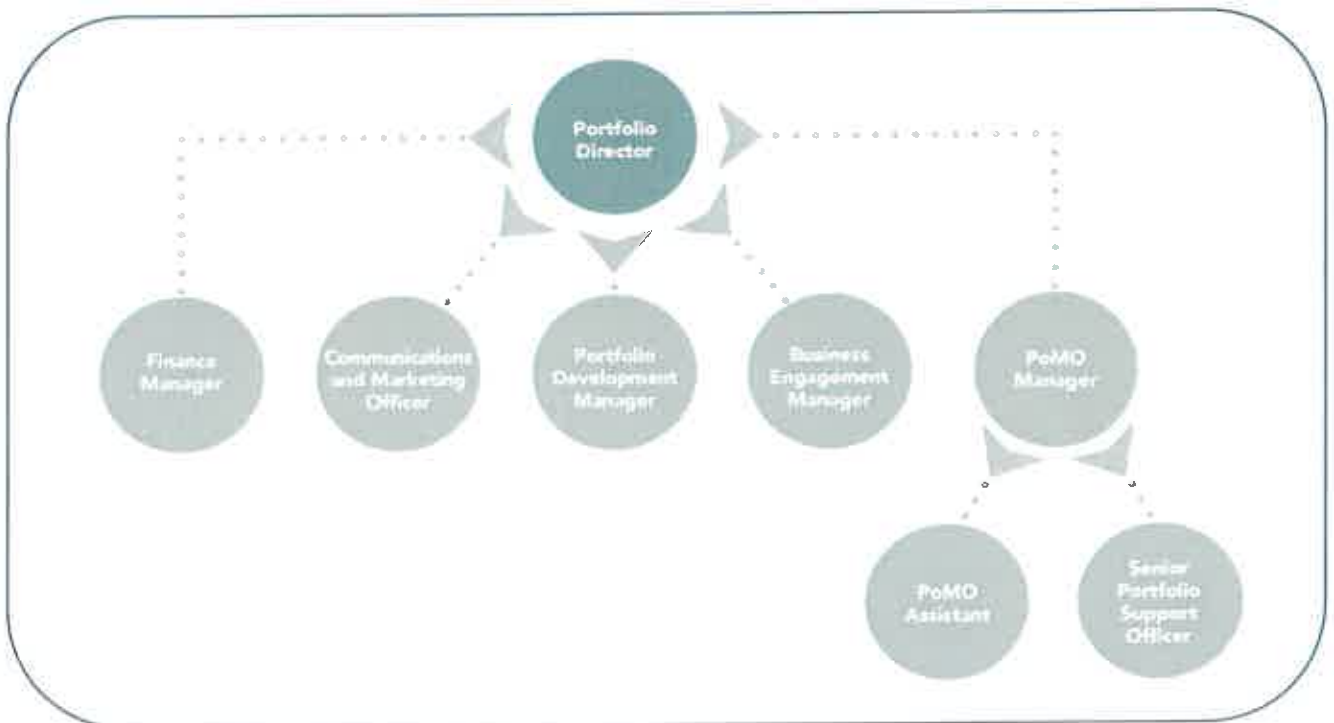 Portfolio
Director
Finance
Manager
Communications
and Marketing
Officer
Portfolio
Development
Manager
Business
Engagement
Manager
PoMO
Manager
PoMO
Assistant
Senior
Portfolio
Support
Officer